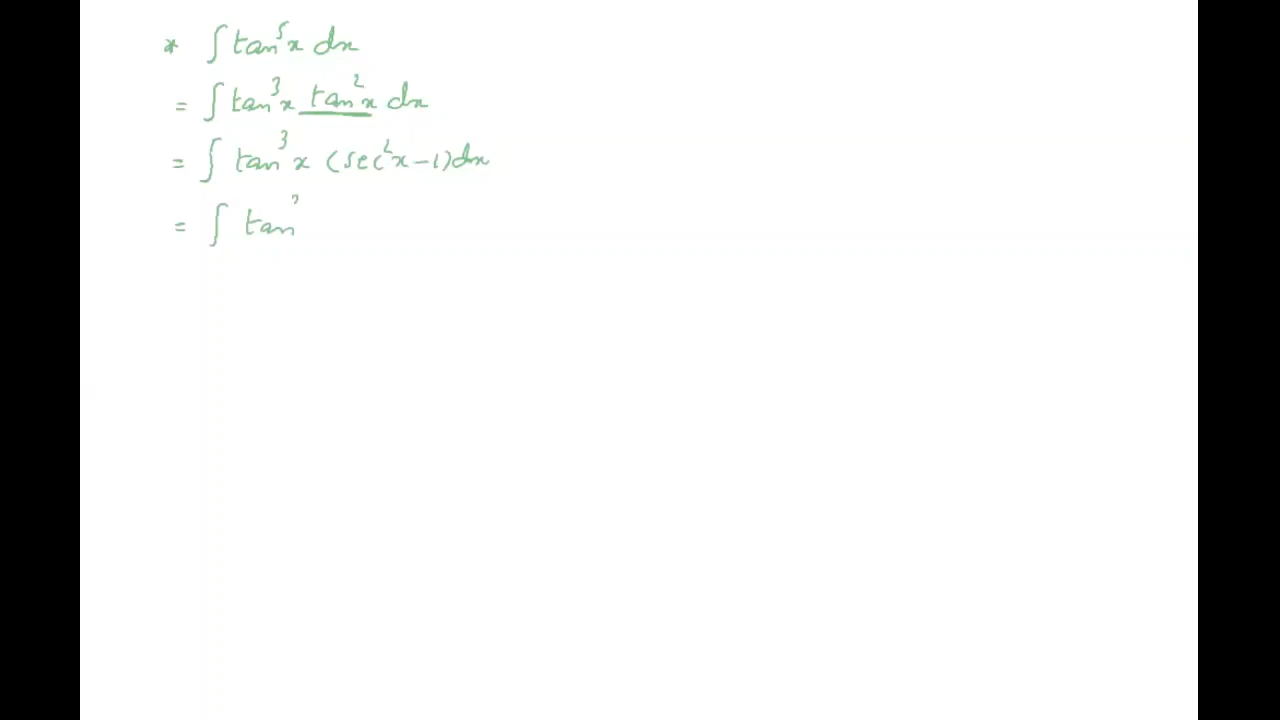 * ∫ tan⁵x dx
= ∫ tan³x tan²x dx
= ∫ tan³x (sec²x – 1) dx
= ∫ tan